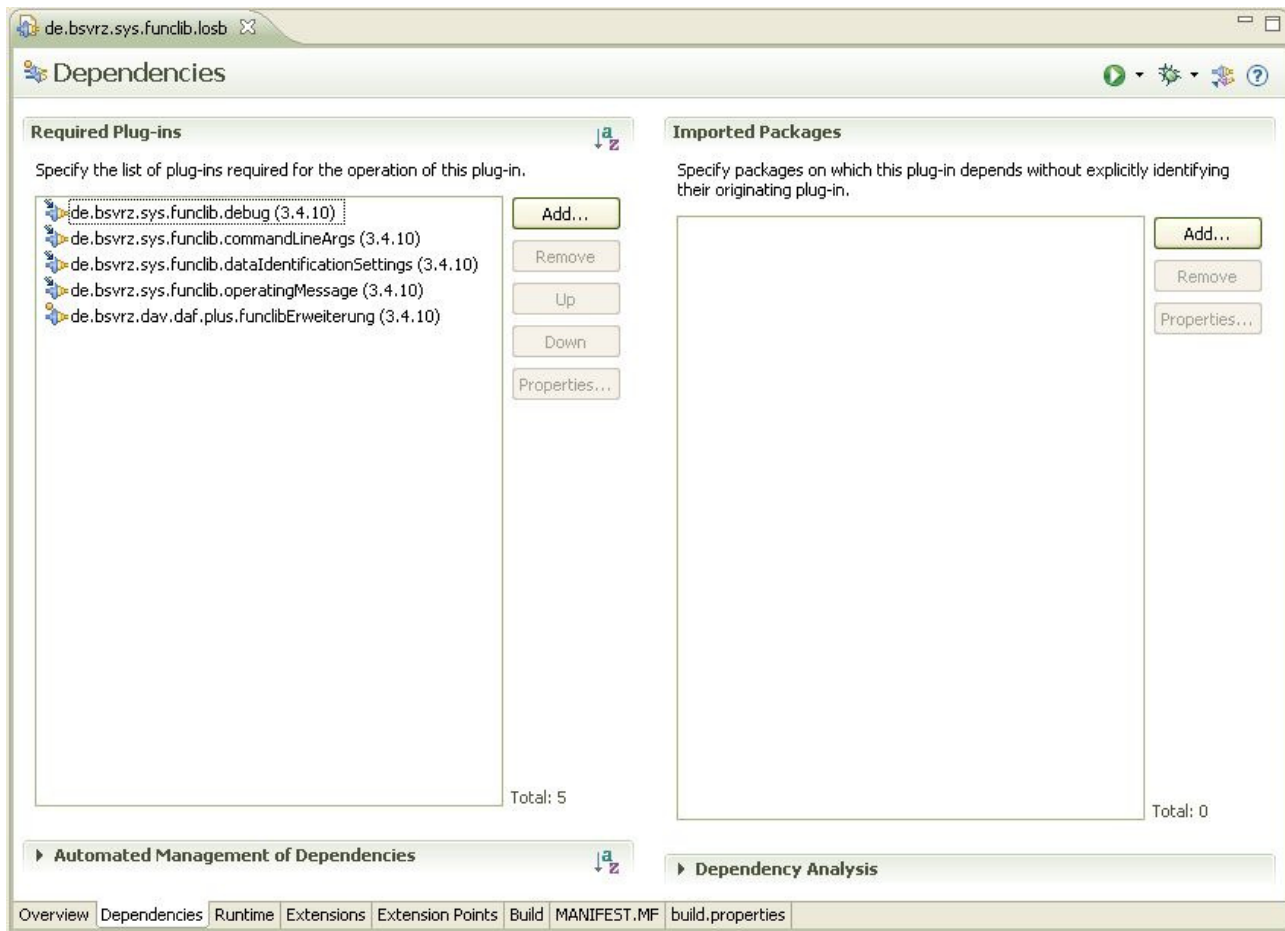 de.bsvrz.sys.funclib.losb
Dependencies
Required Plug-ins
Specify the list of plug-ins required for the operation of this plug-in.
de.bsvrz.sys.funclib.debug (3.4.10)
de.bsvrz.sys.funclib.commandLineArgs (3.4.10)
de.bsvrz.sys.funclib.dataIdentificationSettings (3.4.10)
de.bsvrz.sys.funclib.operatingMessage (3.4.10)
de.bsvrz.dav.daf.plus.funclibErweiterung (3.4.10)
Add...
Remove
Up
Down
Properties...
Total: 5
Automated Management of Dependencies
Imported Packages
Specify packages on which this plug-in depends without explicitly identifying
their originating plug-in.
Add...
Remove
Properties...
Total: 0
Dependency Analysis
Overview Dependencies Runtime Extensions Extension Points Build MANIFEST.MF build.properties